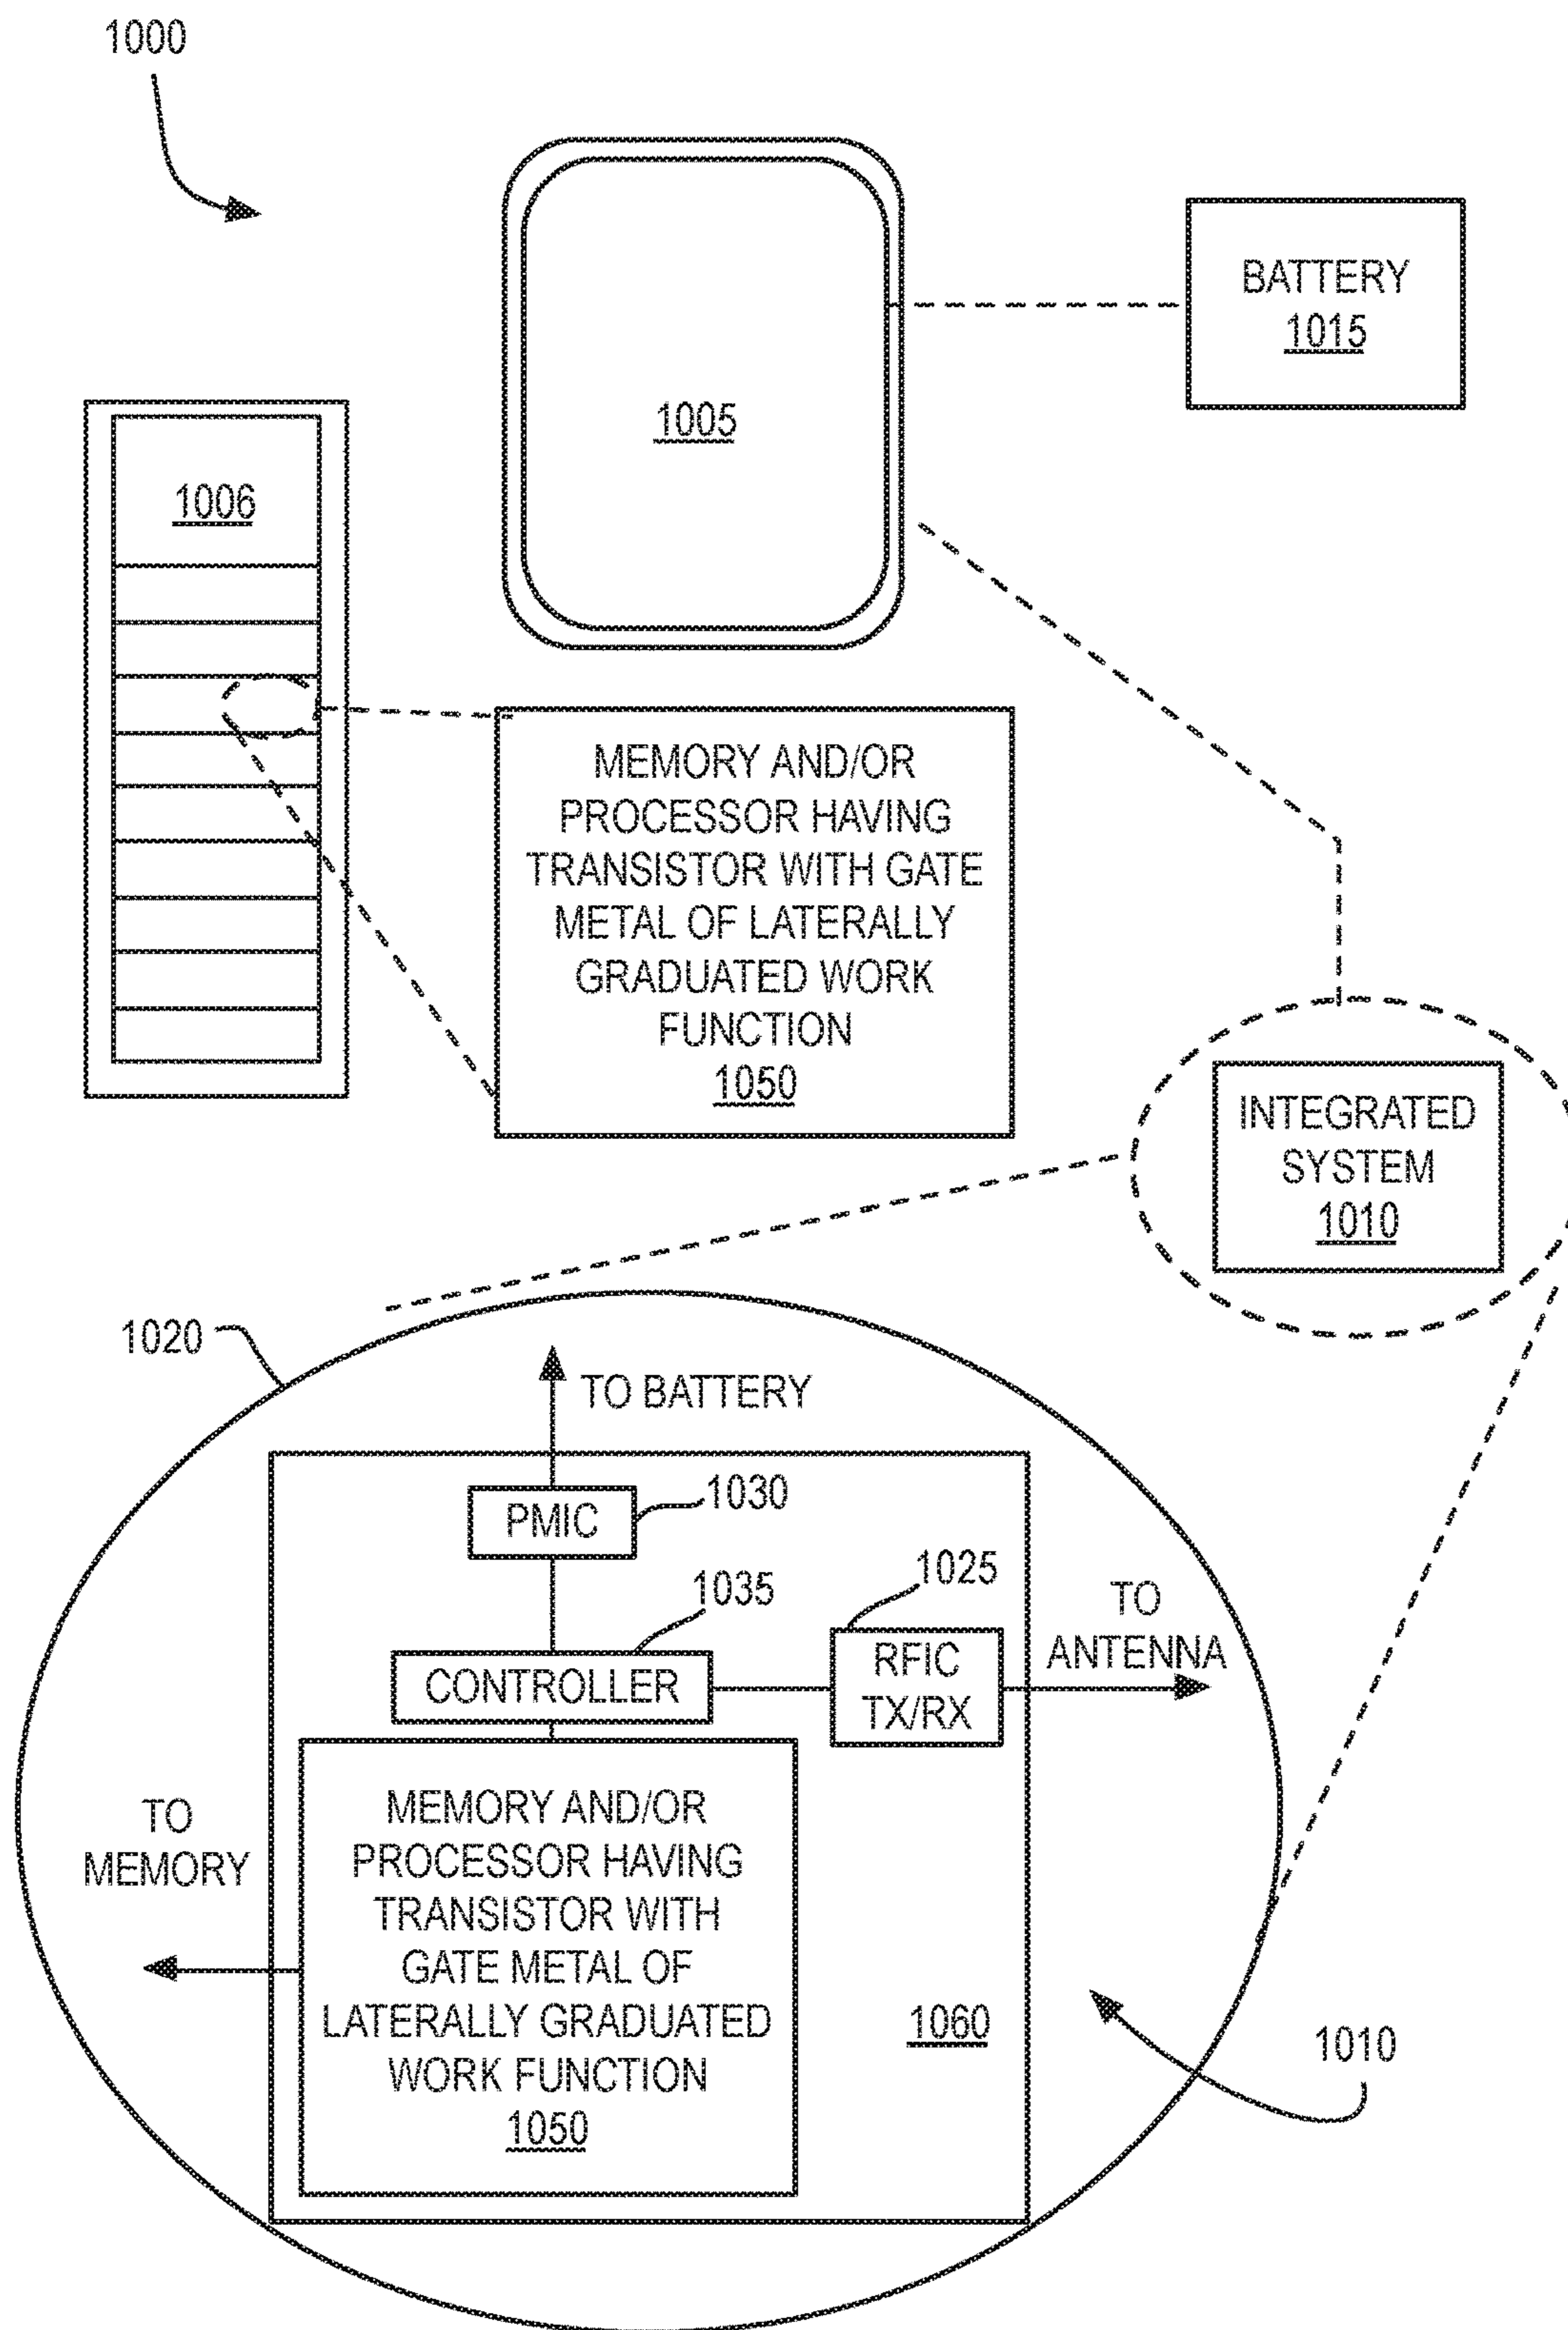 1000
BATTERY
1015
1005
1006
MEMORY AND/OR
PROCESSOR HAVING
TRANSISTOR WITH GATE
METAL OF LATERALLY
GRADUATED WORK
FUNCTION
1050
INTEGRATED
SYSTEM
1010
1020
TO BATTERY
PMIC
1030
1035
1025
CONTROLLER
RFIC
TX/RX
TO
ANTENNA
TO
MEMORY
MEMORY AND/OR
PROCESSOR HAVING
TRANSISTOR WITH
GATE METAL OF
LATERALLY GRADUATED
WORK FUNCTION
1050
1060
1010